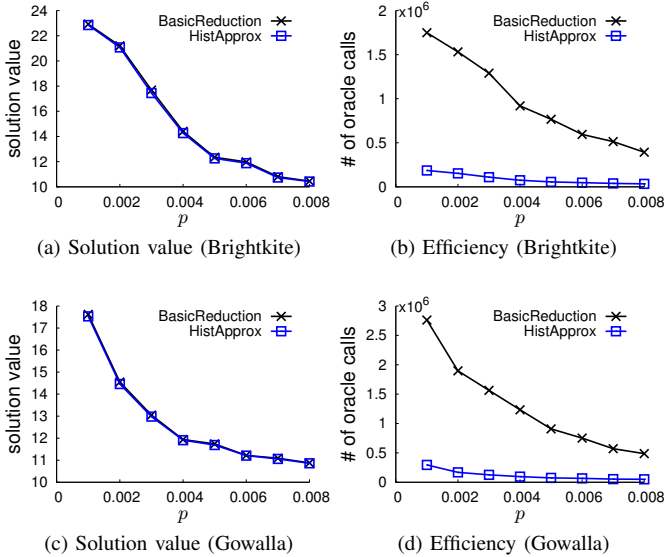 24
22
20
18
16
14
12
10
solution value
BasicReduction
HistApprox
0 0.002 0.004 0.006 0.008
p
(a) Solution value (Brightkite)
x10⁶
2
1.5
1
0.5
0
# of oracle calls
BasicReduction
HistApprox
0 0.002 0.004 0.006 0.008
p
(b) Efficiency (Brightkite)
18
17
16
15
14
13
12
11
10
solution value
BasicReduction
HistApprox
0 0.002 0.004 0.006 0.008
p
(c) Solution value (Gowalla)
x10⁶
3
2.5
2
1.5
1
0.5
0
# of oracle calls
BasicReduction
HistApprox
0 0.002 0.004 0.006 0.008
p
(d) Efficiency (Gowalla)